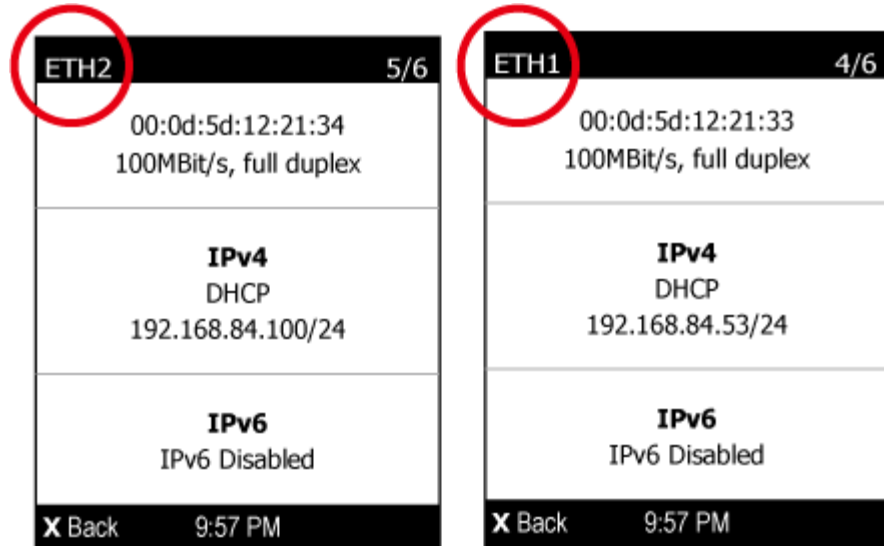 ETH2 5/6
00:0d:5d:12:21:34
100MBit/s, full duplex
IPv4
DHCP
192.168.84.100/24
IPv6
IPv6 Disabled
X Back 9:57 PM
ETH1 4/6
00:0d:5d:12:21:33
100MBit/s, full duplex
IPv4
DHCP
192.168.84.53/24
IPv6
IPv6 Disabled
X Back 9:57 PM